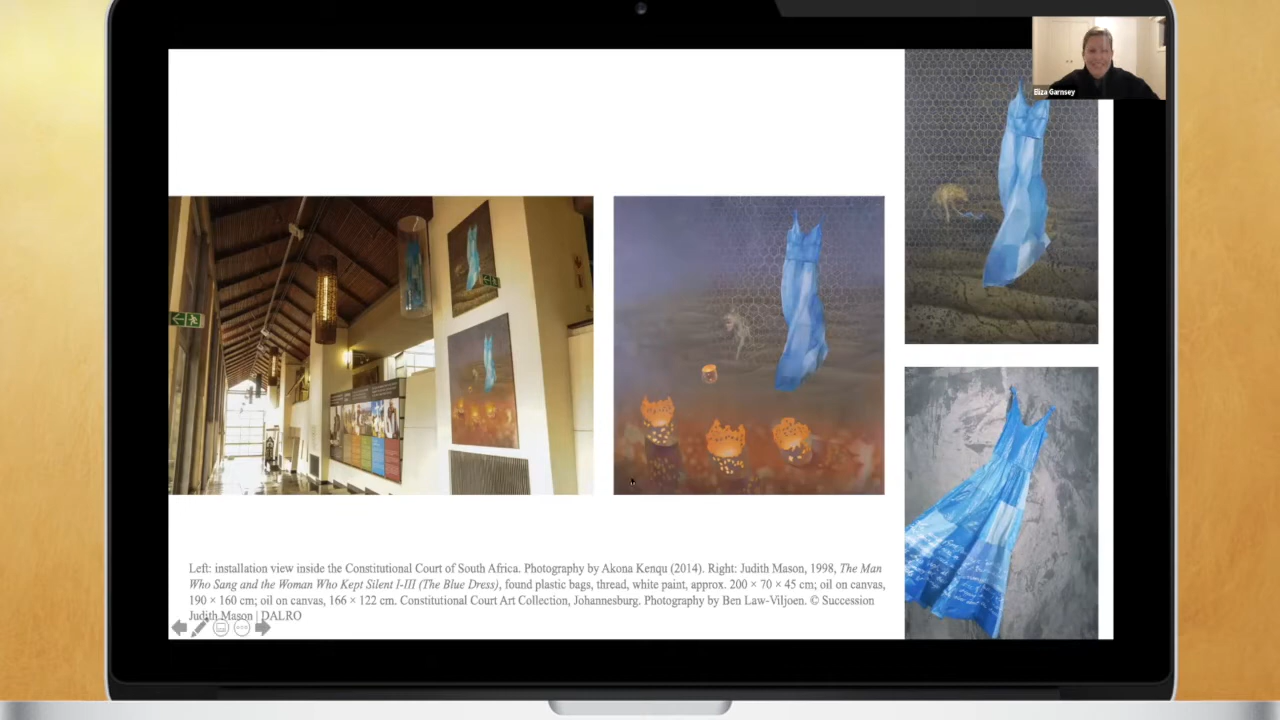 Eliza Garnsey
Left: installation view inside the Constitutional Court of South Africa. Photography by Akona Kenqu (2014). Right: Judith Mason, 1998, The Man
Who Sang and the Woman Who Kept Silent I-III (The Blue Dress), found plastic bags, thread, white paint, approx. 200 × 70 × 45 cm; oil on canvas,
190 × 160 cm; oil on canvas, 166 × 122 cm. Constitutional Court Art Collection, Johannesburg. Photography by Ben Law-Viljoen. © Succession
Judith Mason | DALRO